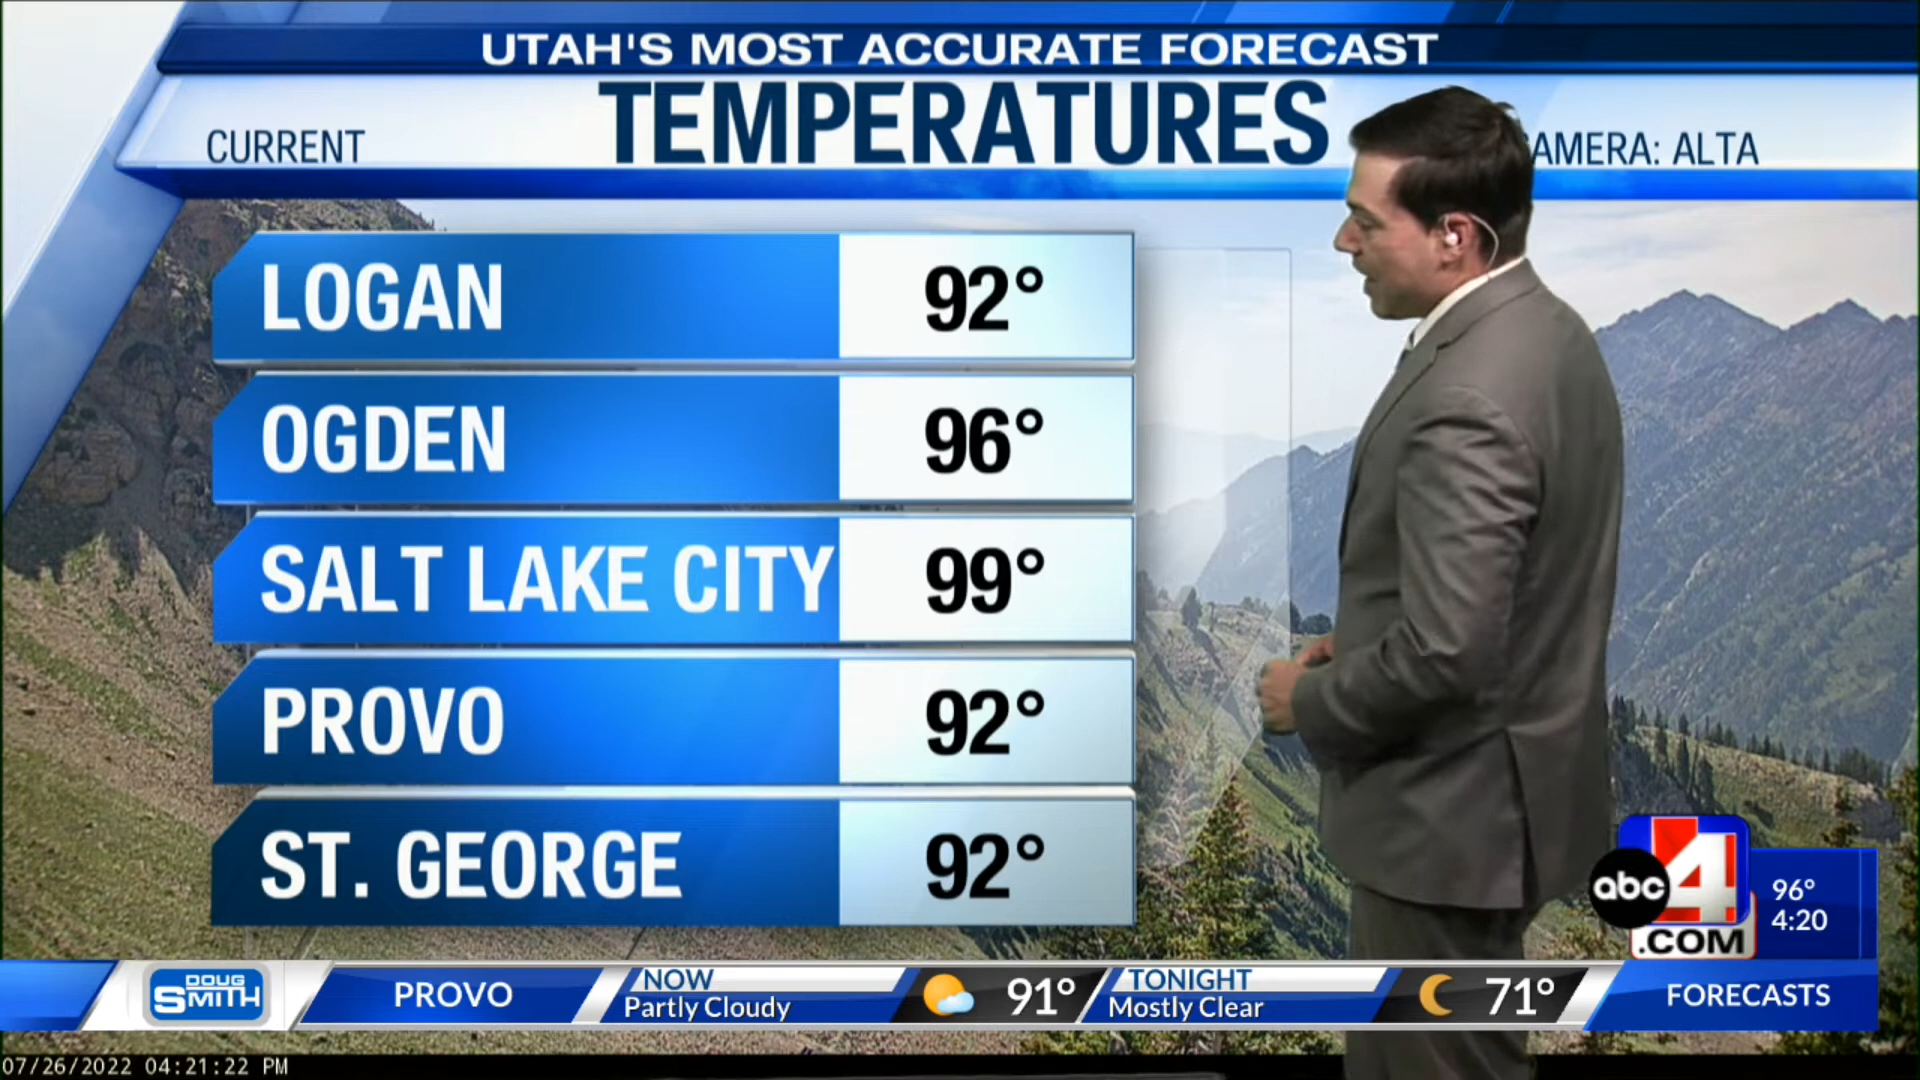 UTAH'S MOST ACCURATE FORECAST
TEMPERATURES
CURRENT
AMERA: ALTA
LOGAN 92°
OGDEN 96°
SALT LAKE CITY 99°
PROVO 92°
ST. GEORGE 92°
abc 4
.COM
96°
4:20
DOUG
SMITH
PROVO
NOW
Partly Cloudy
91°
TONIGHT
Mostly Clear
71°
FORECASTS
07/26/2022 04:21:22 PM